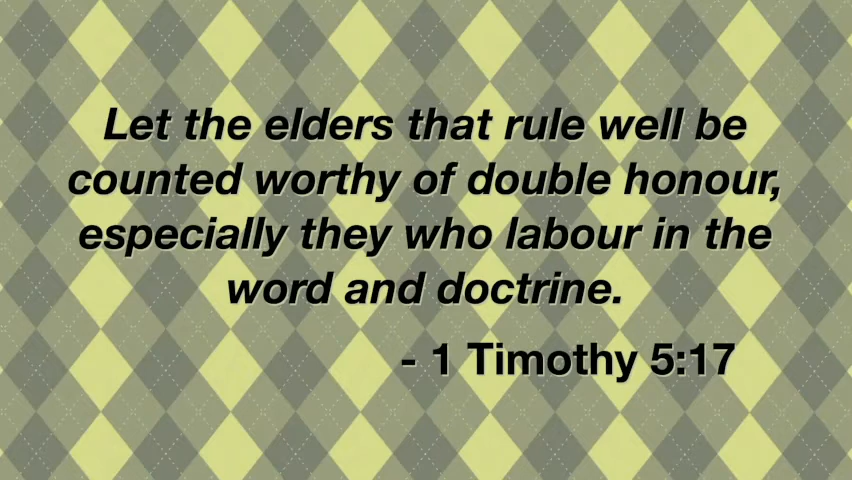 Let the elders that rule well be
counted worthy of double honour,
especially they who labour in the
word and doctrine.
- 1 Timothy 5:17